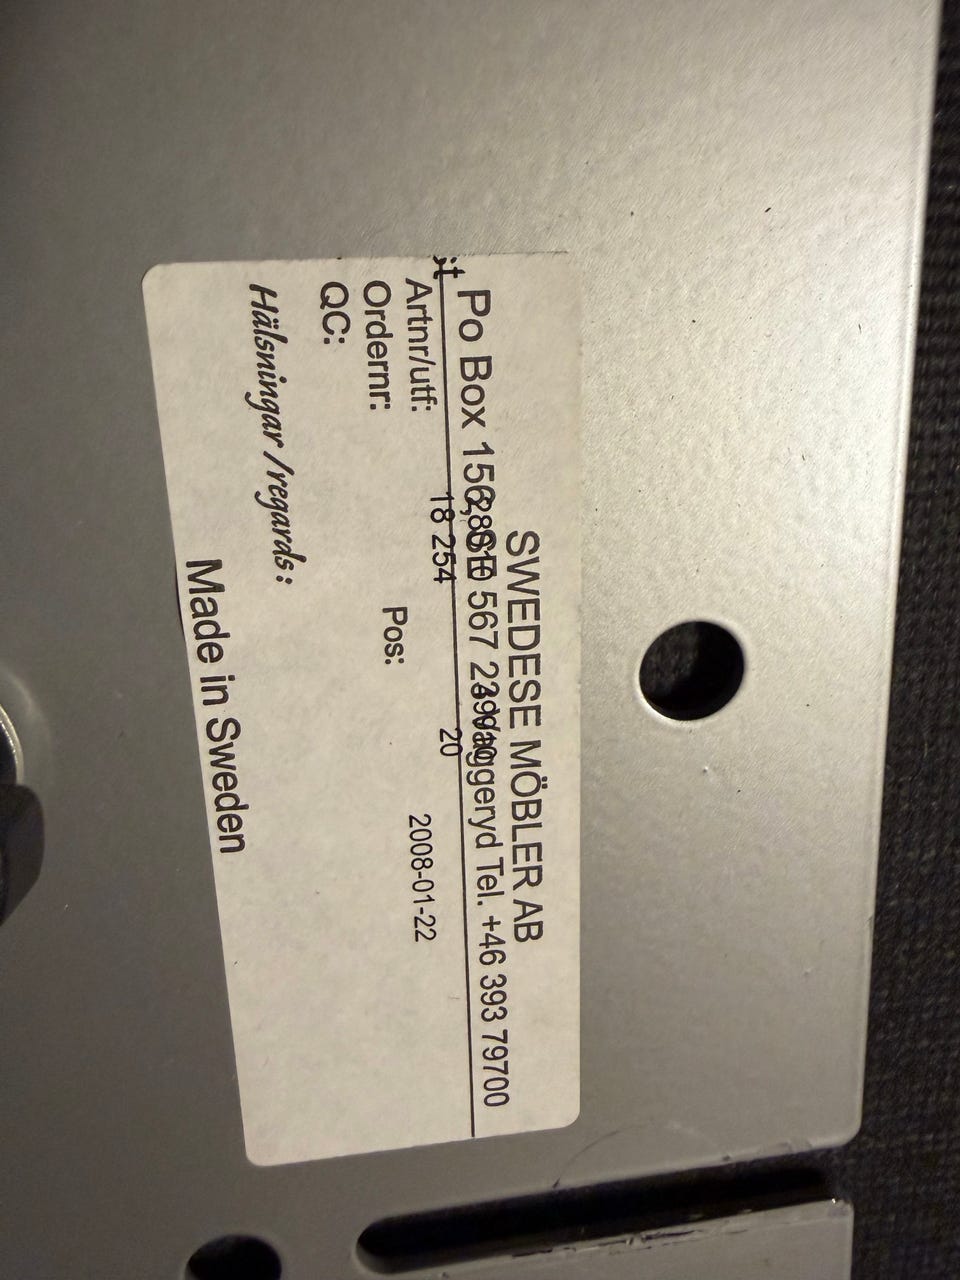 SWEDESE MÖBLER AB
Po Box 156, SE 567 23 Vaggeryd Tel. +46 393 79700
st
Artnr/utf: 18 254 20 2008-01-22
Ordernr: Pos:
QC:
Hälsningar /regards:
Made in Sweden